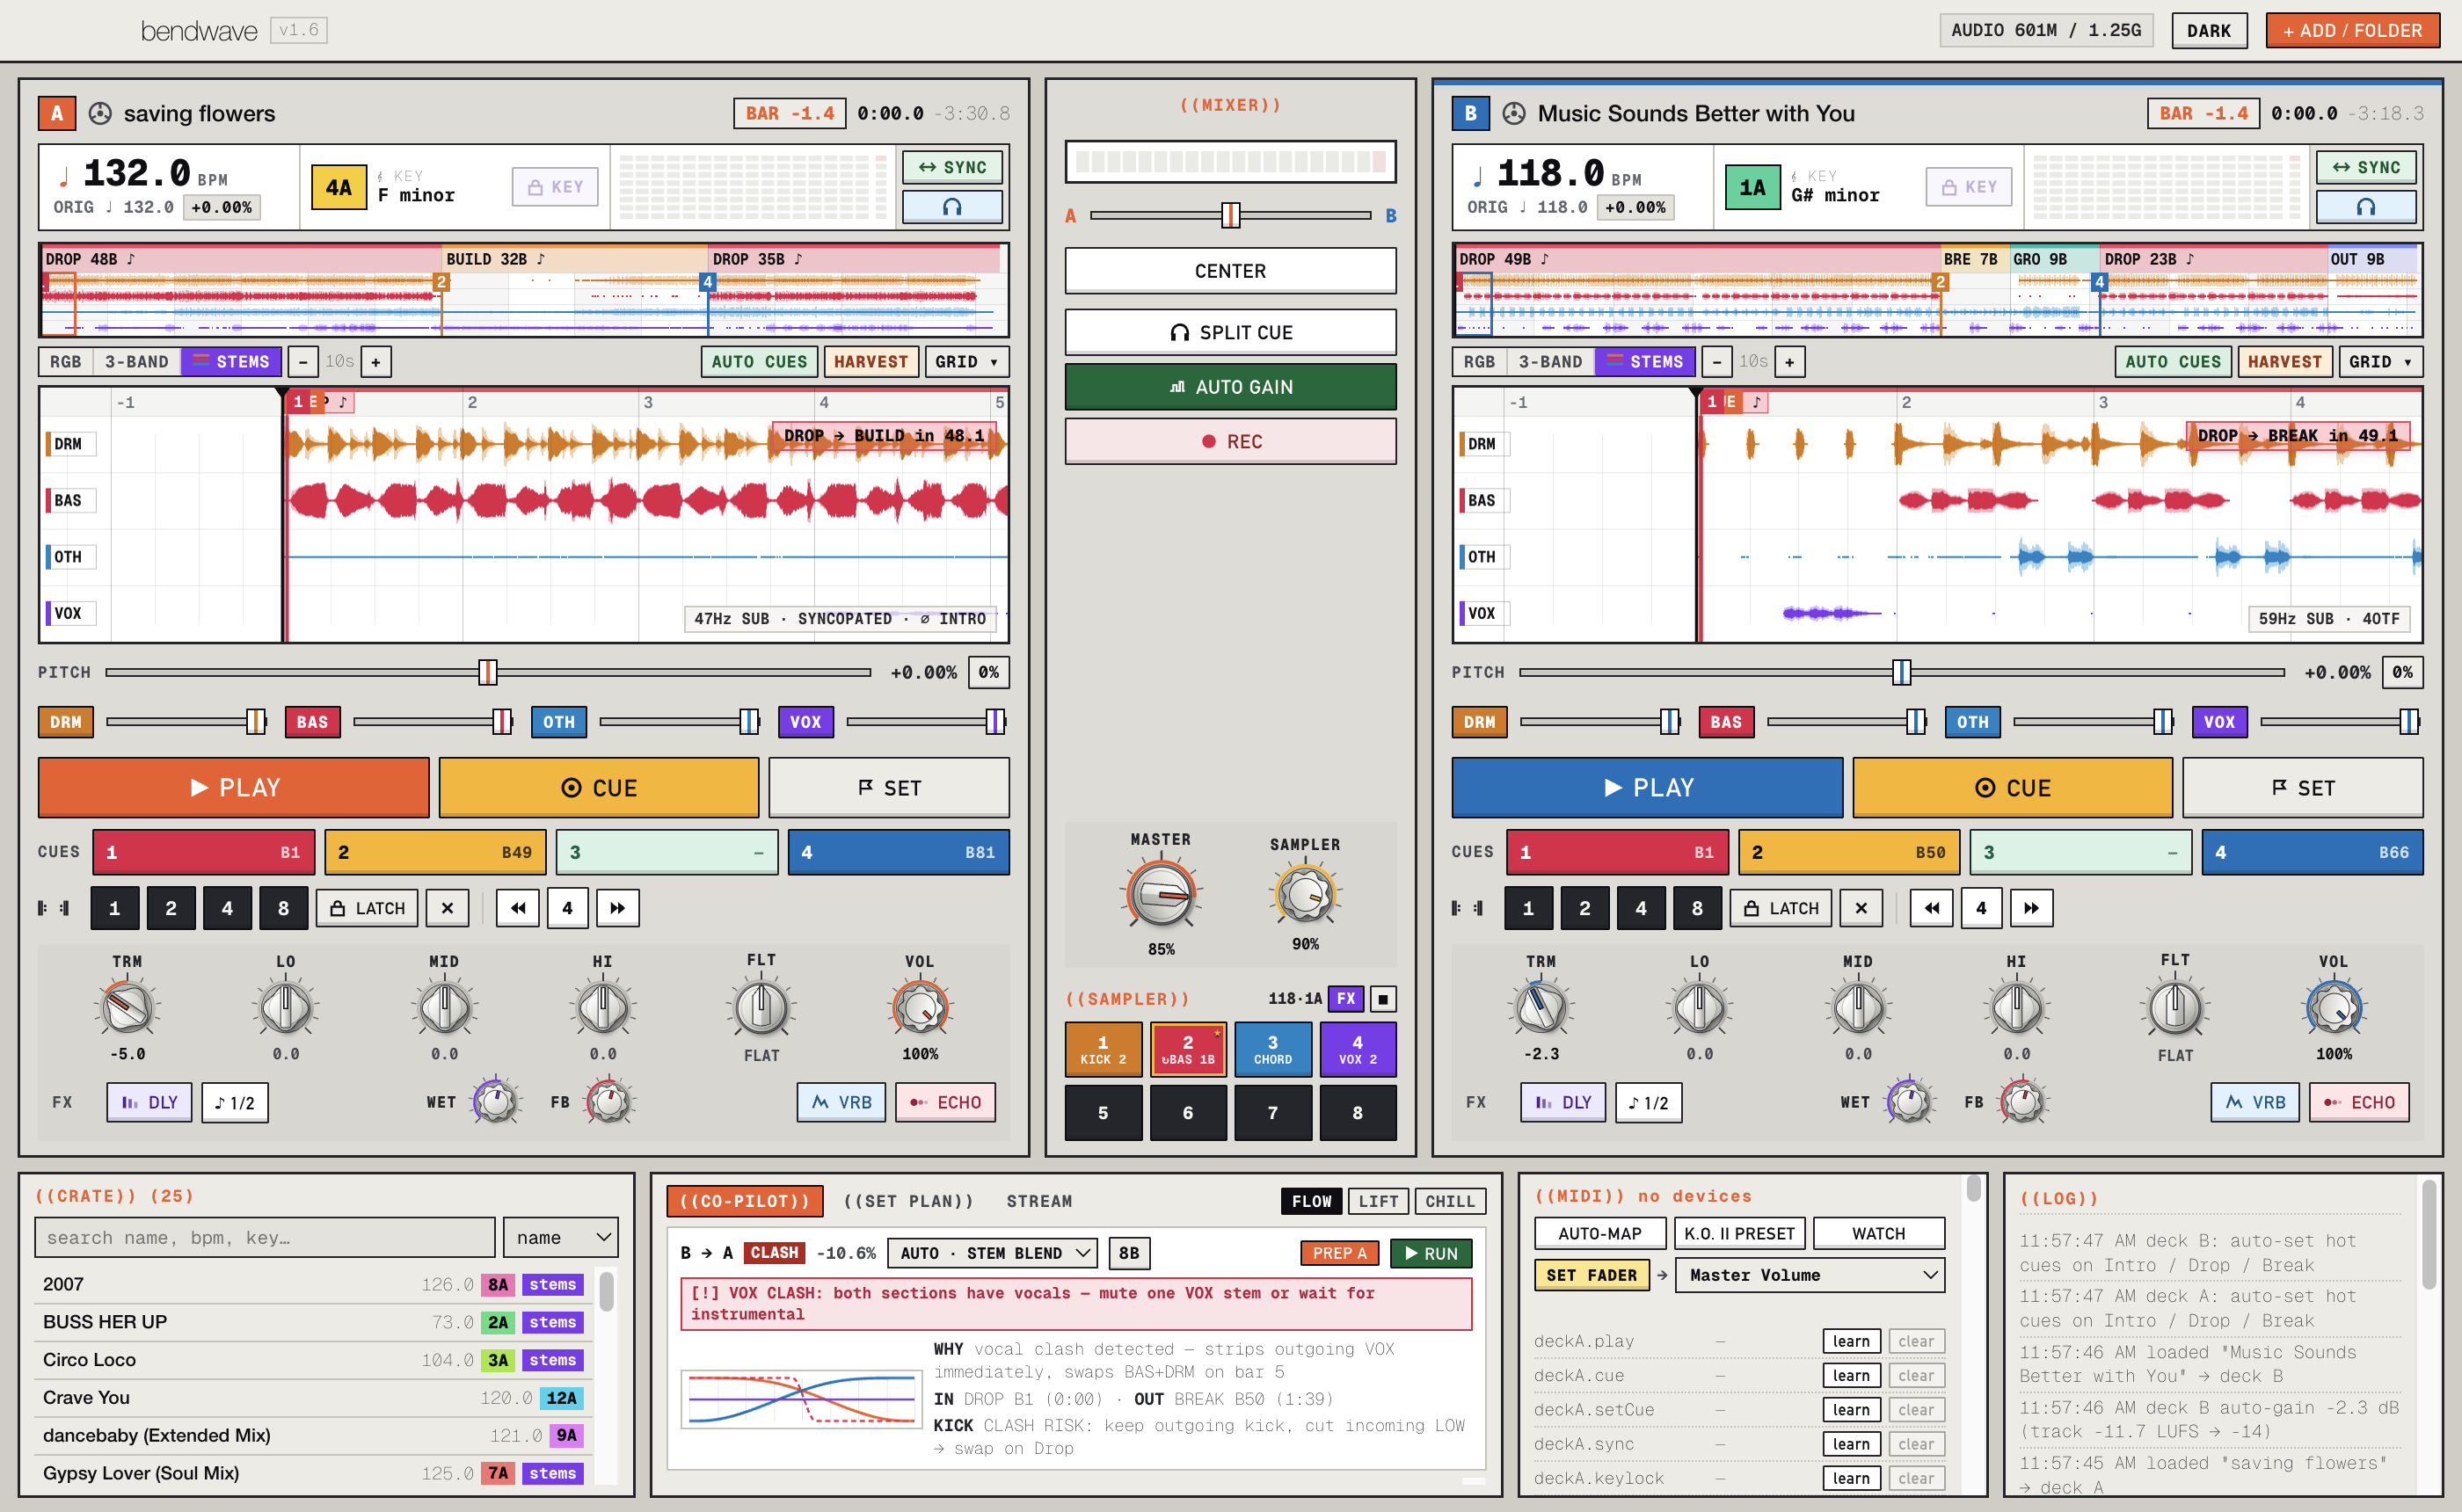 bendwave v1.6
AUDIO 601M / 1.25G DARK + ADD / FOLDER
A saving flowers BAR -1.4 0:00.0 -3:30.8
132.0 BPM
ORIG ♩ 132.0 +0.00%
4A KEY
F minor
KEY
SYNC
DROP 48B ♪ BUILD 32B ♪ DROP 35B ♪
2 4
RGB 3-BAND STEMS − 10s + AUTO CUES HARVEST GRID ▾
-1 1 E ♪ 2 3 4 5
DRM DROP → BUILD in 48.1
BAS
OTH
VOX 47Hz SUB · SYNCOPATED · ∅ INTRO
PITCH +0.00% 0%
DRM BAS OTH VOX
PLAY CUE SET
CUES 1 B1 2 B49 3 – 4 B81
1 2 4 8 LATCH ✕ 4
TRM LO MID HI FLT VOL
-5.0 0.0 0.0 0.0 FLAT 100%
FX DLY ♪ 1/2 WET FB VRB ECHO
((MIXER))
A B
CENTER
SPLIT CUE
AUTO GAIN
REC
MASTER SAMPLER
85% 90%
((SAMPLER)) 118·1A FX ■
1 2 3 4
KICK 2 ↻BAS 1B CHORD VOX 2
5 6 7 8
B Music Sounds Better with You BAR -1.4 0:00.0 -3:18.3
118.0 BPM
ORIG ♩ 118.0 +0.00%
1A KEY
G# minor
KEY
SYNC
DROP 49B ♪ BRE 7B GRO 9B DROP 23B ♪ OUT 9B
2 4
RGB 3-BAND STEMS − 10s + AUTO CUES HARVEST GRID ▾
-1 1 E ♪ 2 3 4
DRM DROP → BREAK in 49.1
BAS
OTH
VOX 59Hz SUB · 4OTF
PITCH +0.00% 0%
DRM BAS OTH VOX
PLAY CUE SET
CUES 1 B1 2 B50 3 – 4 B66
1 2 4 8 LATCH ✕ 4
TRM LO MID HI FLT VOL
-2.3 0.0 0.0 0.0 FLAT 100%
FX DLY ♪ 1/2 WET FB VRB ECHO
((CRATE)) (25)
search name, bpm, key… name
2007 126.0 8A stems
BUSS HER UP 73.0 2A stems
Circo Loco 104.0 3A stems
Crave You 120.0 12A
dancebaby (Extended Mix) 121.0 9A
Gypsy Lover (Soul Mix) 125.0 7A stems
((CO-PILOT)) ((SET PLAN)) STREAM FLOW LIFT CHILL
B → A CLASH -10.6% AUTO · STEM BLEND 8B PREP A RUN
[!] VOX CLASH: both sections have vocals — mute one VOX stem or wait for
instrumental
WHY vocal clash detected — strips outgoing VOX
immediately, swaps BAS+DRM on bar 5
IN DROP B1 (0:00) · OUT BREAK B50 (1:39)
KICK CLASH RISK: keep outgoing kick, cut incoming LOW
→ swap on Drop
((MIDI)) no devices
AUTO-MAP K.O. II PRESET WATCH
SET FADER → Master Volume
deckA.play — learn clear
deckA.cue — learn clear
deckA.setCue — learn clear
deckA.sync — learn clear
deckA.keylock — learn clear
((LOG))
11:57:47 AM deck B: auto-set hot
cues on Intro / Drop / Break
11:57:47 AM deck A: auto-set hot
cues on Intro / Drop / Break
11:57:46 AM loaded "Music Sounds
Better with You" → deck B
11:57:46 AM deck B auto-gain -2.3 dB
(track -11.7 LUFS → -14)
11:57:45 AM loaded "saving flowers"
→ deck A